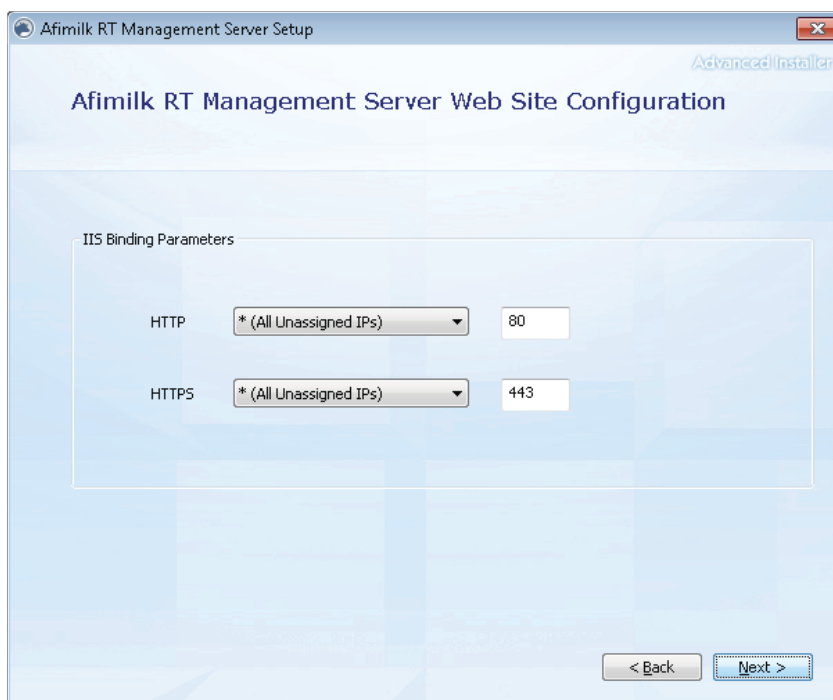 Afimilk RT Management Server Setup
Advanced Installer
Afimilk RT Management Server Web Site Configuration
IIS Binding Parameters
HTTP * (All Unassigned IPs) 80
HTTPS * (All Unassigned IPs) 443
< Back Next >